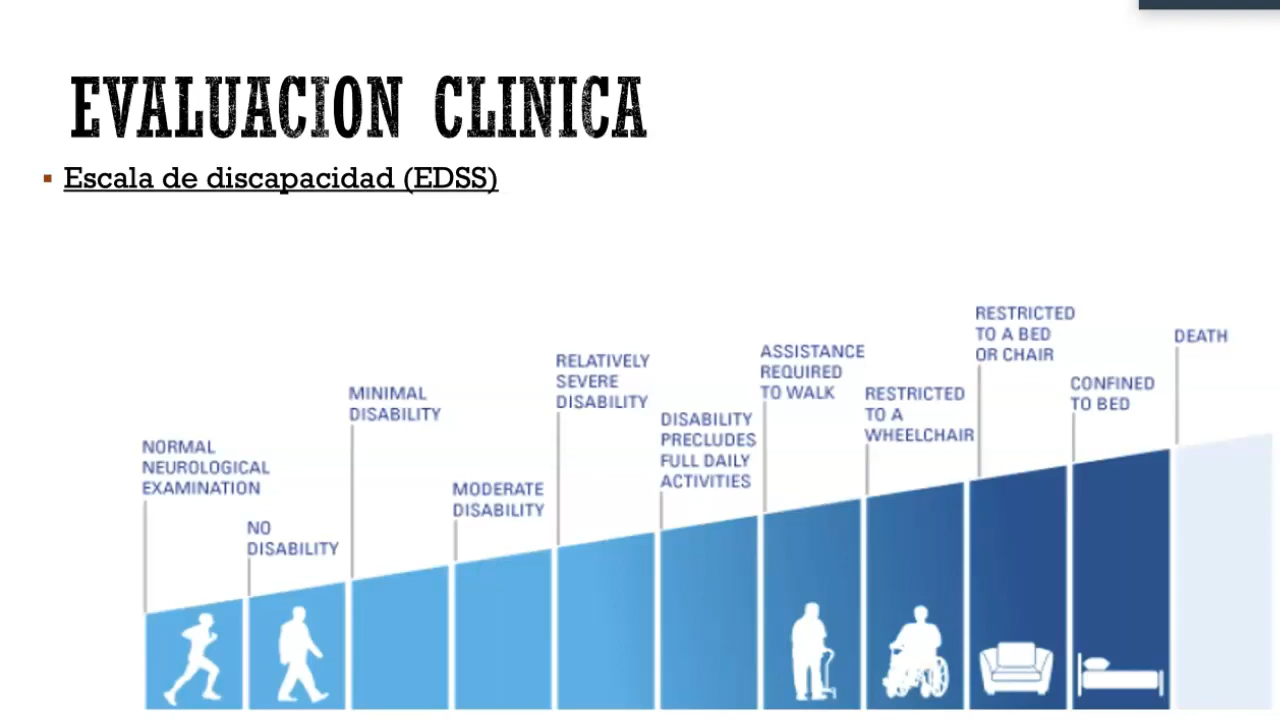 EVALUACION CLINICA
Escala de discapacidad (EDSS)
NORMAL
NEUROLOGICAL
EXAMINATION
NO
DISABILITY
MINIMAL
DISABILITY
MODERATE
DISABILITY
RELATIVELY
SEVERE
DISABILITY
DISABILITY
PRECLUDES
FULL DAILY
ACTIVITIES
ASSISTANCE
REQUIRED
TO WALK
RESTRICTED
TO A
WHEELCHAIR
RESTRICTED
TO A BED
OR CHAIR
CONFINED
TO BED
DEATH